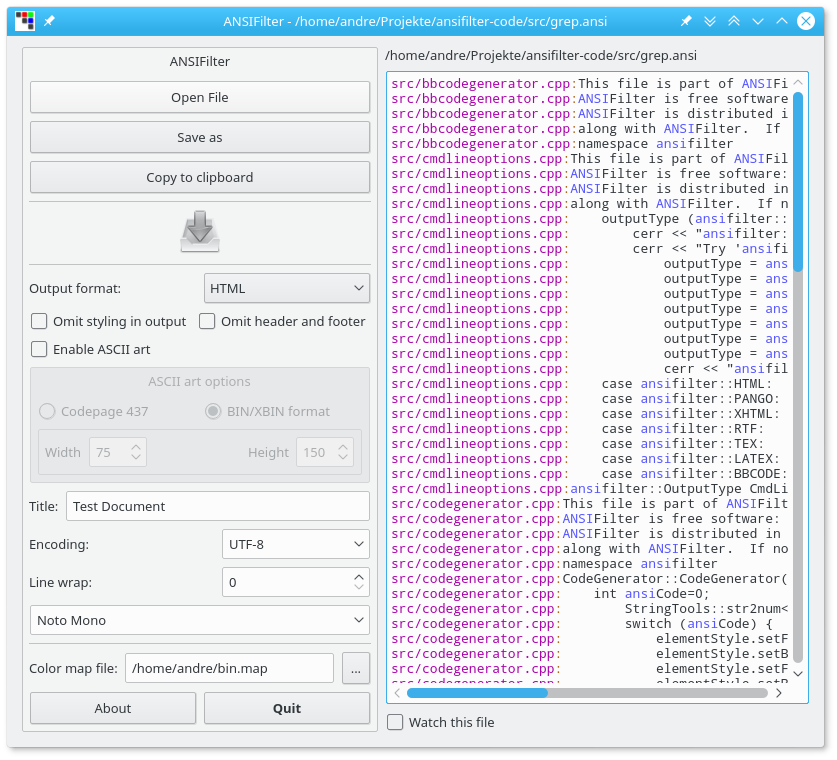 ANSIFilter - /home/andre/Projekte/ansifilter-code/src/grep.ansi
ANSIFilter
Open File
Save as
Copy to clipboard
Output format:
HTML
Omit styling in output
Omit header and footer
Enable ASCII art
ASCII art options
Codepage 437
BIN/XBIN format
Width
75
Height
150
Title:
Test Document
Encoding:
UTF-8
Line wrap:
0
Noto Mono
Color map file:
/home/andre/bin.map
...
About
Quit
/home/andre/Projekte/ansifilter-code/src/grep.ansi
src/bbcodegenerator.cpp:This file is part of ANSIFi
src/bbcodegenerator.cpp:ANSIFilter is free software
src/bbcodegenerator.cpp:ANSIFilter is distributed i
src/bbcodegenerator.cpp:along with ANSIFilter.  If
src/bbcodegenerator.cpp:namespace ansifilter
src/cmdlineoptions.cpp:This file is part of ANSIFil
src/cmdlineoptions.cpp:ANSIFilter is free software:
src/cmdlineoptions.cpp:ANSIFilter is distributed in
src/cmdlineoptions.cpp:along with ANSIFilter.  If n
src/cmdlineoptions.cpp:    outputType (ansifilter::
src/cmdlineoptions.cpp:        cerr << "ansifilter:
src/cmdlineoptions.cpp:        cerr << "Try 'ansifi
src/cmdlineoptions.cpp:            outputType = ans
src/cmdlineoptions.cpp:            outputType = ans
src/cmdlineoptions.cpp:            outputType = ans
src/cmdlineoptions.cpp:            outputType = ans
src/cmdlineoptions.cpp:            outputType = ans
src/cmdlineoptions.cpp:            outputType = ans
src/cmdlineoptions.cpp:            outputType = ans
src/cmdlineoptions.cpp:            cerr << "ansifil
src/cmdlineoptions.cpp:    case ansifilter::HTML:
src/cmdlineoptions.cpp:    case ansifilter::PANGO:
src/cmdlineoptions.cpp:    case ansifilter::XHTML:
src/cmdlineoptions.cpp:    case ansifilter::RTF:
src/cmdlineoptions.cpp:    case ansifilter::TEX:
src/cmdlineoptions.cpp:    case ansifilter::LATEX:
src/cmdlineoptions.cpp:    case ansifilter::BBCODE:
src/cmdlineoptions.cpp:ansifilter::OutputType CmdLi
src/codegenerator.cpp:This file is part of ANSIFilt
src/codegenerator.cpp:ANSIFilter is free software:
src/codegenerator.cpp:ANSIFilter is distributed in
src/codegenerator.cpp:along with ANSIFilter.  If no
src/codegenerator.cpp:namespace ansifilter
src/codegenerator.cpp:CodeGenerator::CodeGenerator(
src/codegenerator.cpp:    int ansiCode=0;
src/codegenerator.cpp:        StringTools::str2num<
src/codegenerator.cpp:        switch (ansiCode) {
src/codegenerator.cpp:            elementStyle.setF
src/codegenerator.cpp:            elementStyle.setB
src/codegenerator.cpp:            elementStyle.setF
src/codegenerator.cpp:            elementStyle.setB
src/codegenerator.cpp:            elementStyle.setB
Watch this file